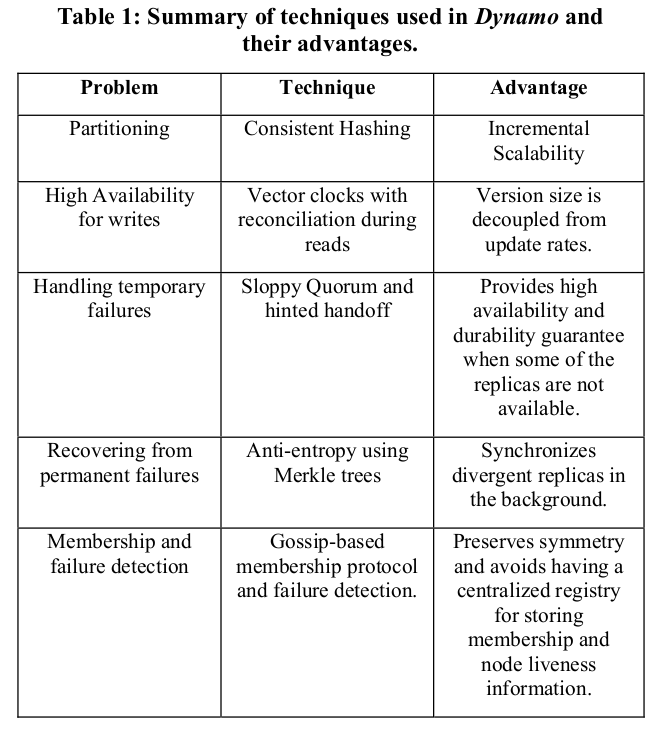 Table 1: Summary of techniques used in Dynamo and
their advantages.
Problem
Technique
Advantage
Partitioning
Consistent Hashing
Incremental
Scalability
High Availability
for writes
Vector clocks with
reconciliation during
reads
Version size is
decoupled from
update rates.
Handling temporary
failures
Sloppy Quorum and
hinted handoff
Provides high
availability and
durability guarantee
when some of the
replicas are not
available.
Recovering from
permanent failures
Anti-entropy using
Merkle trees
Synchronizes
divergent replicas in
the background.
Membership and
failure detection
Gossip-based
membership protocol
and failure detection.
Preserves symmetry
and avoids having a
centralized registry
for storing
membership and
node liveness
information.